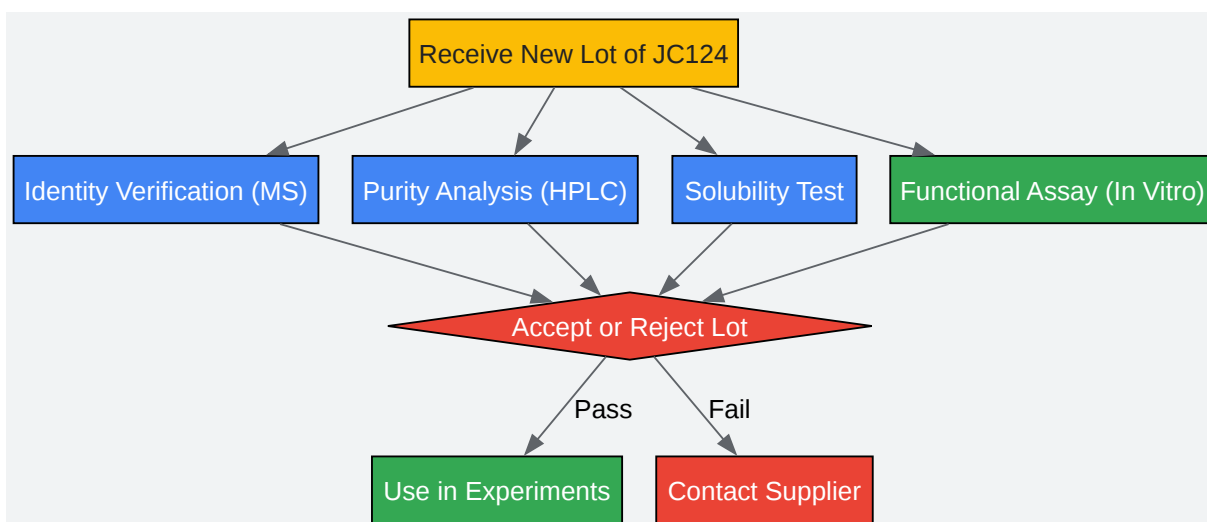 Receive New Lot of JC124
Identity Verification (MS)
Purity Analysis (HPLC)
Solubility Test
Functional Assay (In Vitro)
Accept or Reject Lot
Pass
Fail
Use in Experiments
Contact Supplier